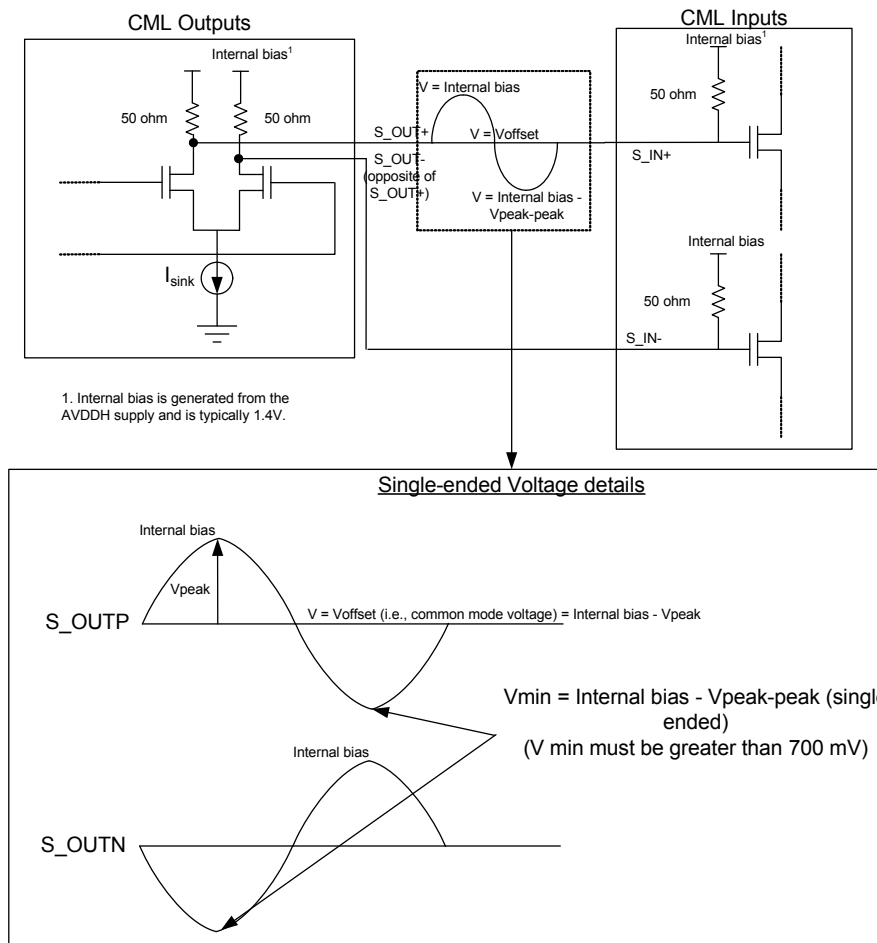 CML Outputs
CML Inputs
Internal bias1
Internal bias1
V = Internal bias
50 ohm
50 ohm
50 ohm
S_OUT+
V = Voffset
S_IN+
S_OUT-
(opposite of
S_OUT+)
V = Internal bias -
Vpeak-peak
Internal bias
Isink
50 ohm
S_IN-
1. Internal bias is generated from the
AVDDH supply and is typically 1.4V.
Single-ended Voltage details
Internal bias
Vpeak
V = Voffset (i.e., common mode voltage) = Internal bias - Vpeak
S_OUTP
Vmin = Internal bias - Vpeak-peak (single
ended)
(V min must be greater than 700 mV)
Internal bias
S_OUTN